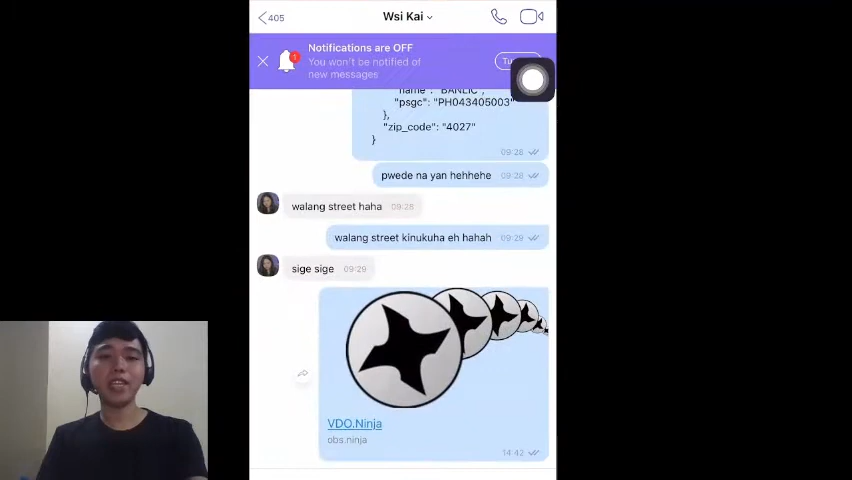 405
Wsi Kai
Notifications are OFF
You won't be notified of
new messages
"name": "BANLIC",
"psgc": "PH043405003"
},
"zip_code": "4027"
}
09:28
pwede na yan hehhehe 09:28
walang street haha 09:28
walang street kinukuha eh hahah 09:29
sige sige 09:29
VDO.Ninja
obs.ninja
14:42